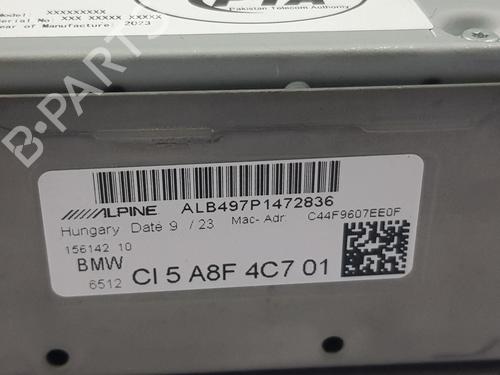 Model: XXXXXXXXX
Serial No: XXX XXXXXX XXXXX
Year of Manufacture: 2023
Pakistan Telecom Authority
B-PARTS
ALPINE ALB497P1472836
Hungary Date 9 / 23 Mac- Adr: C44F9607EE0F
156142 10
BMW
6512 CI 5 A8F 4C7 01